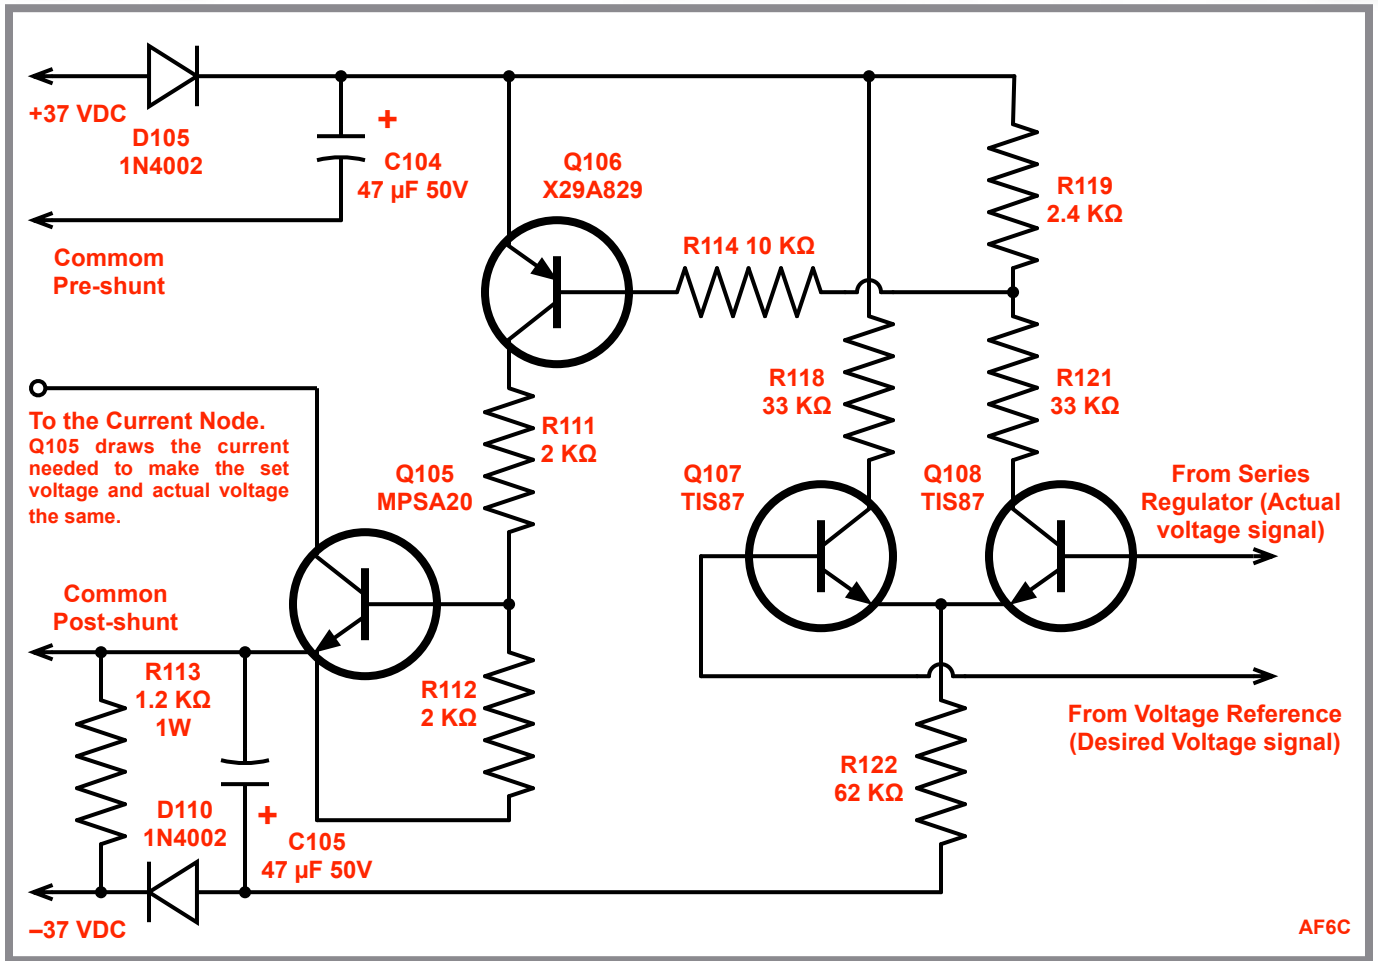 +37 VDC
D105
1N4002
+
C104
47 µF 50V
Commom
Pre-shunt
Q106
X29A829
R114 10 KΩ
R119
2.4 KΩ
R118
33 KΩ
R121
33 KΩ
To the Current Node.
Q105 draws the current
needed to make the set
voltage and actual voltage
the same.
R111
2 KΩ
Q105
MPSA20
Q107
TIS87
Q108
TIS87
From Series
Regulator (Actual
voltage signal)
Common
Post-shunt
R113
1.2 KΩ
1W
R112
2 KΩ
From Voltage Reference
(Desired Voltage signal)
R122
62 KΩ
D110
1N4002
+
C105
47 µF 50V
–37 VDC
AF6C